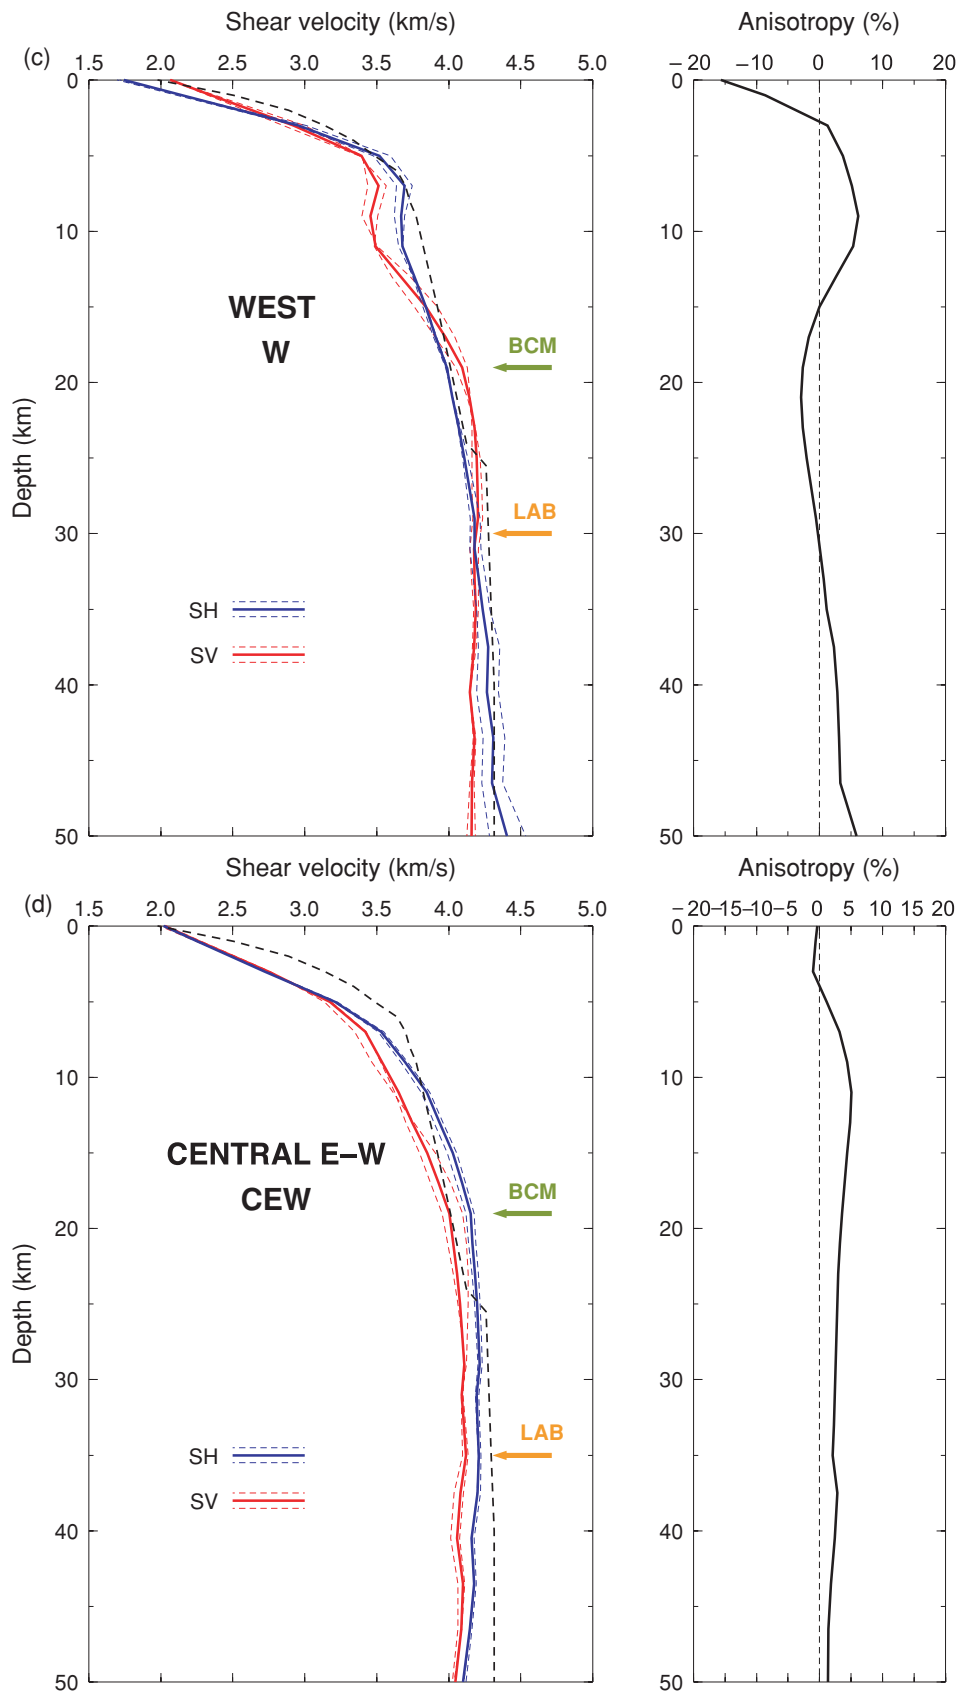 Shear velocity (km/s)
Anisotropy (%)
(c)
1.5 2.0 2.5 3.0 3.5 4.0 4.5 5.0
−20 −10 0 10 20
0
10
20
30
40
50
Depth (km)
WEST
W
BCM
LAB
SH
SV
0
10
20
30
40
50
Shear velocity (km/s)
Anisotropy (%)
(d)
1.5 2.0 2.5 3.0 3.5 4.0 4.5 5.0
−20−15−10−5 0 5 10 15 20
0
10
20
30
40
50
Depth (km)
CENTRAL E−W
CEW
BCM
LAB
SH
SV
0
10
20
30
40
50